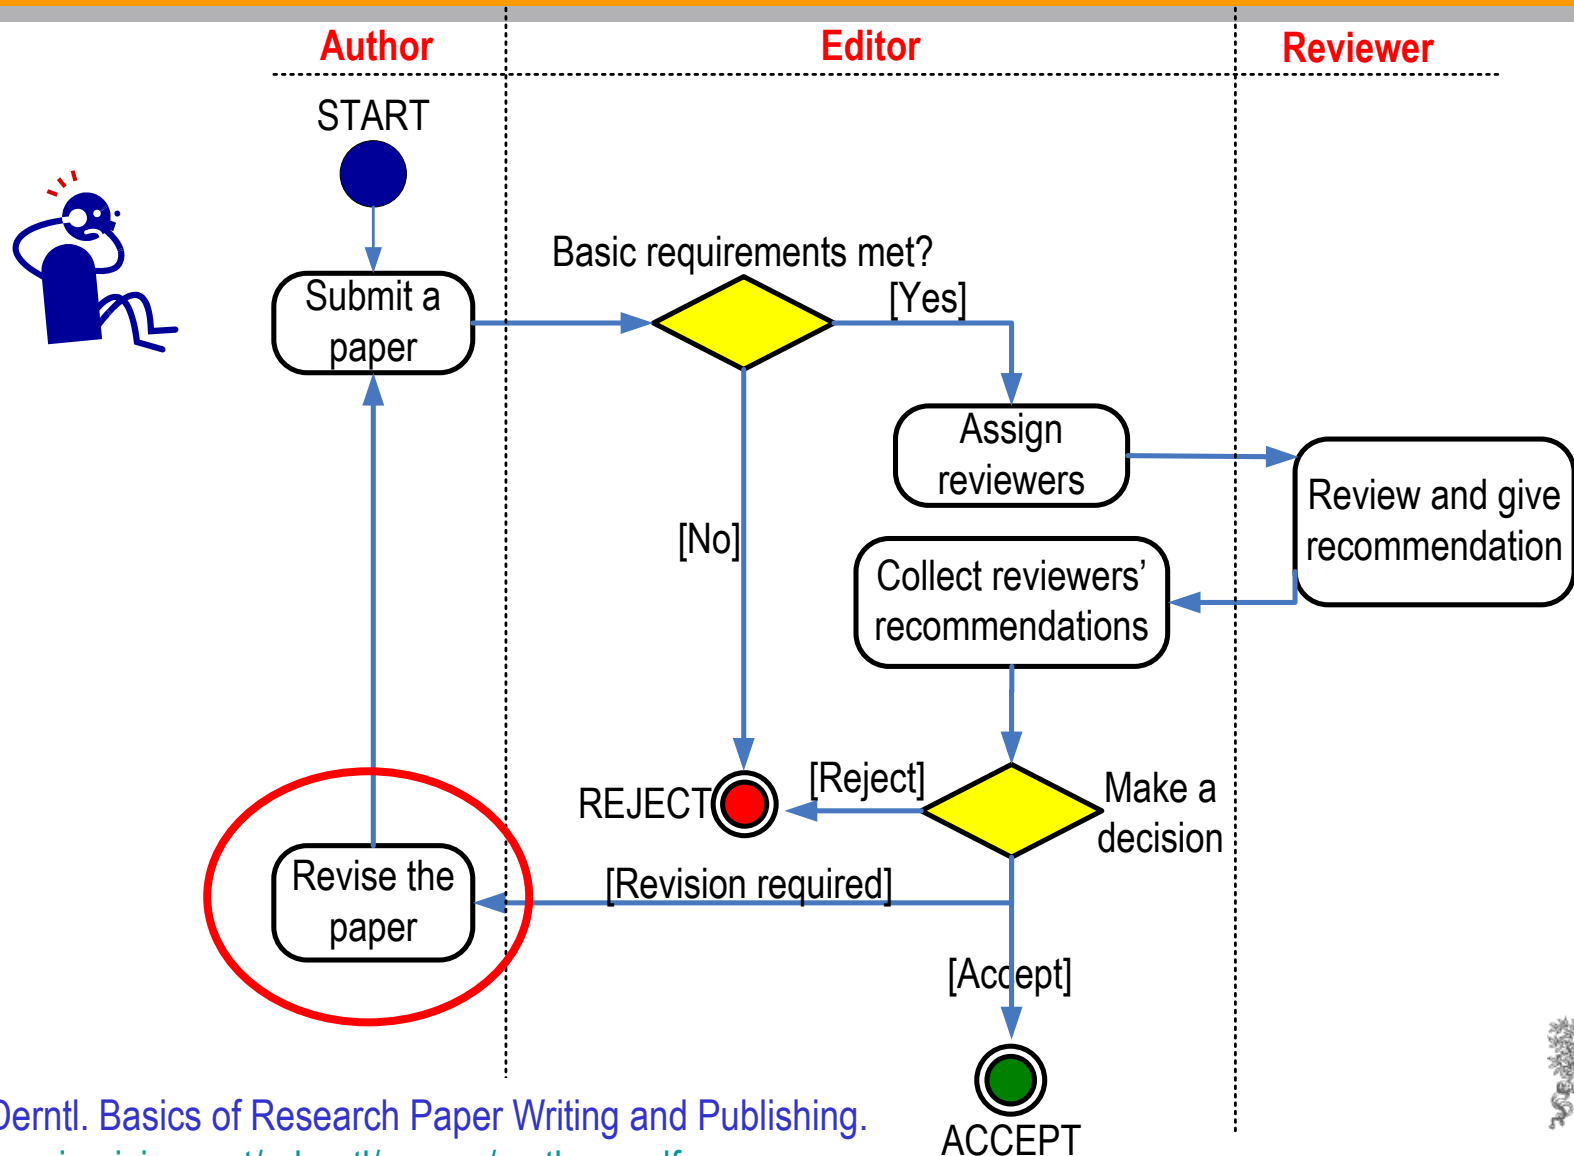 Author
Editor
Reviewer
START
Basic requirements met?
[Yes]
Submit a
paper
Assign
reviewers
Review and give
recommendation
[No]
Collect reviewers’
recommendations
[Reject]
REJECT
Make a
decision
Revise the
paper
[Revision required]
[Accept]
ACCEPT
Derntl. Basics of Research Paper Writing and Publishing.